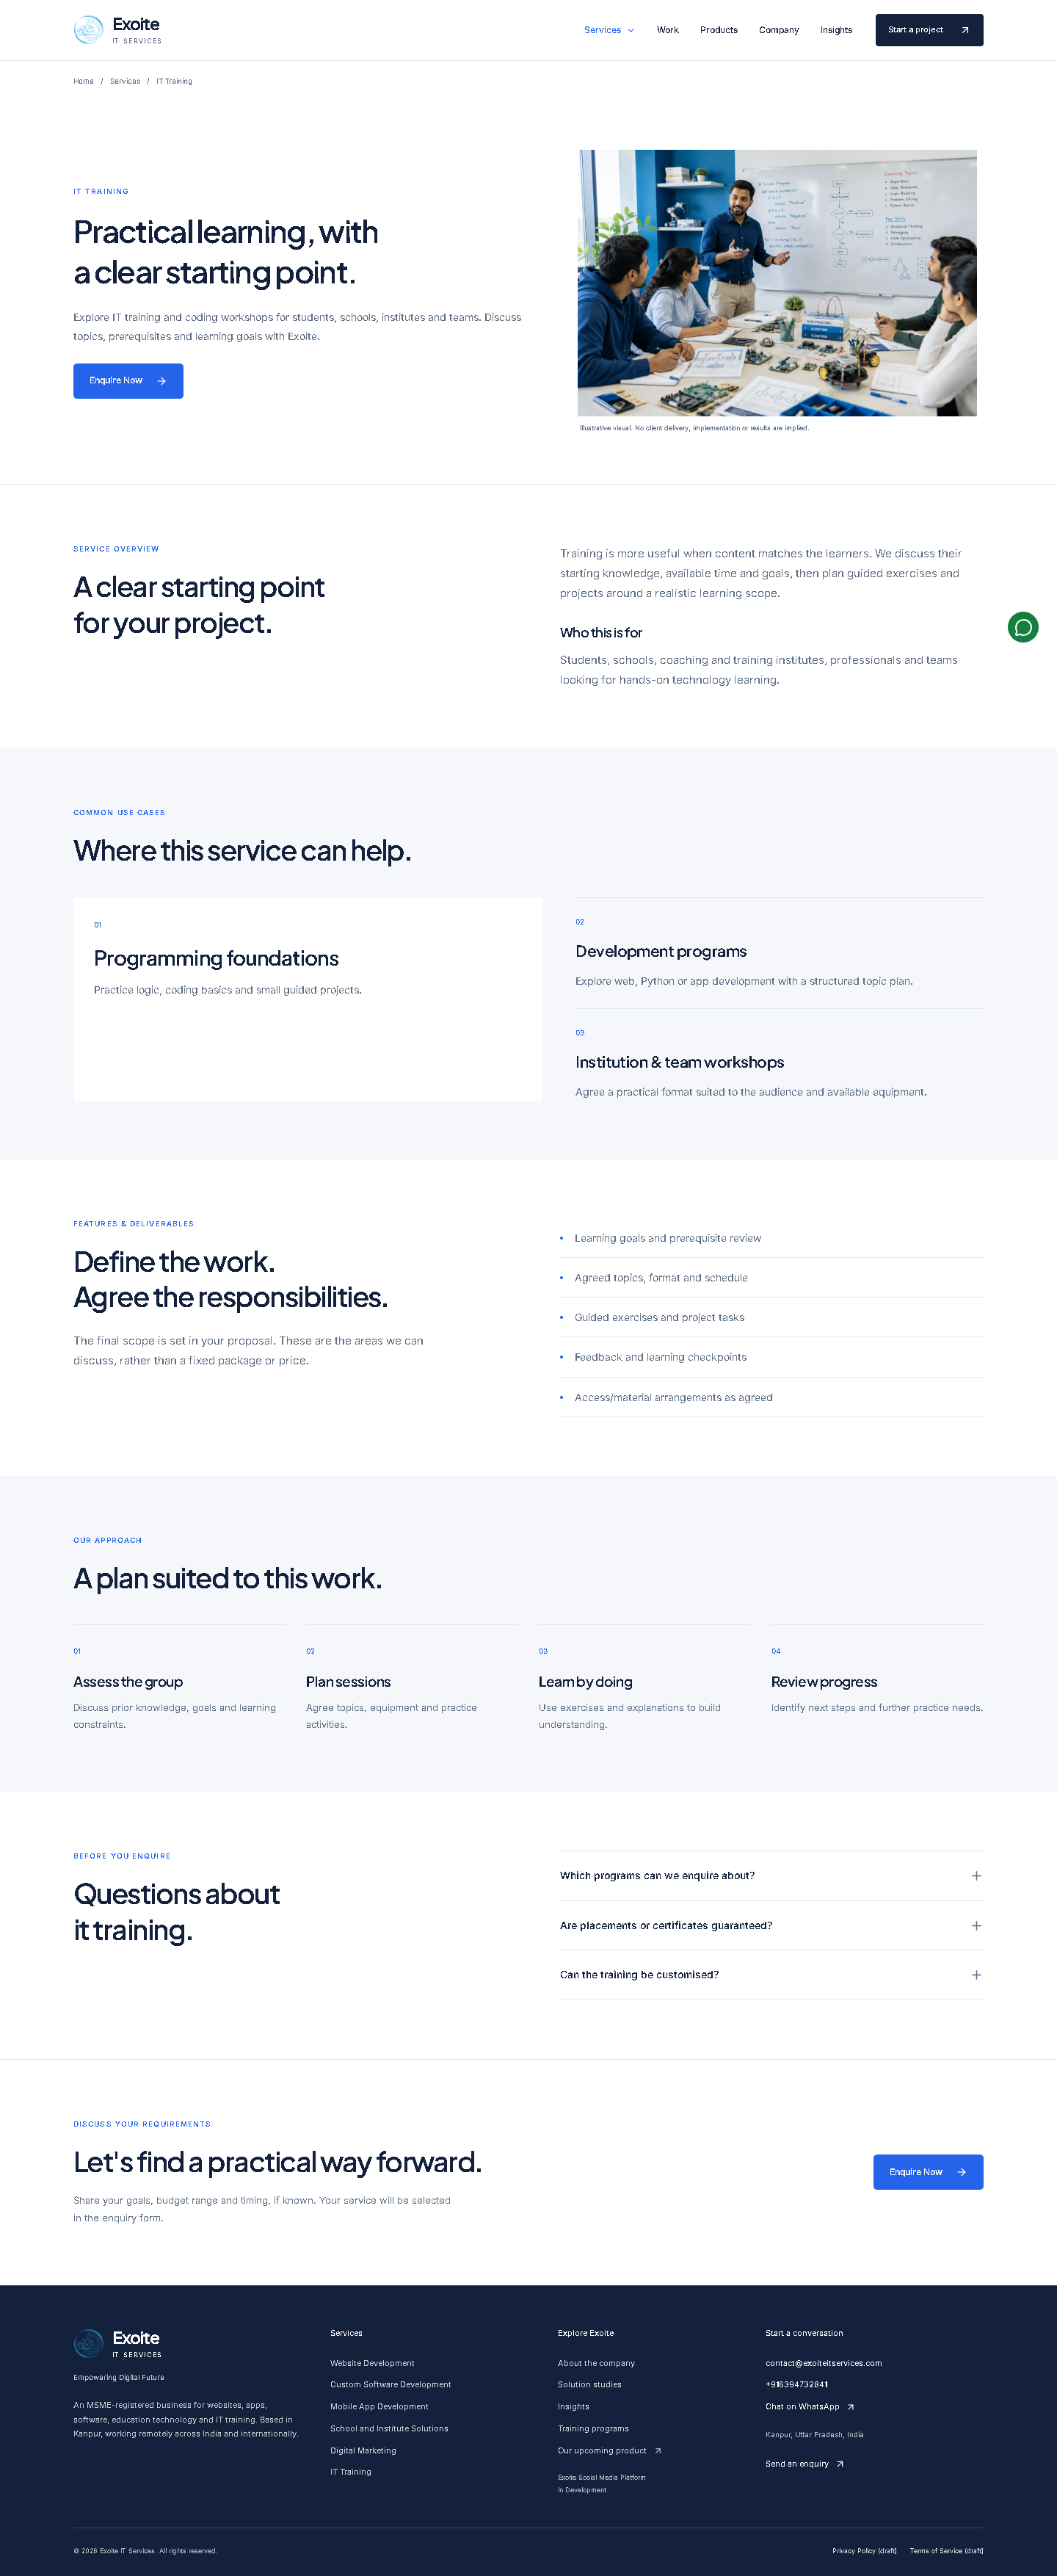 Exoite
IT SERVICES
Services
Work
Products
Company
Insights
Start a project
Home / Services / IT Training
IT TRAINING
Practical learning, with
a clear starting point.
Explore IT training and coding workshops for students, schools, institutes and teams. Discuss
topics, prerequisites and learning goals with Exoite.
Enquire Now
Learning Topics
Key Skills
Illustrative visual. No client delivery, implementation or results are implied.
SERVICE OVERVIEW
A clear starting point
for your project.
Training is more useful when content matches the learners. We discuss their
starting knowledge, available time and goals, then plan guided exercises and
projects around a realistic learning scope.
Who this is for
Students, schools, coaching and training institutes, professionals and teams
looking for hands-on technology learning.
COMMON USE CASES
Where this service can help.
01
Programming foundations
Practice logic, coding basics and small guided projects.
02
Development programs
Explore web, Python or app development with a structured topic plan.
03
Institution & team workshops
Agree a practical format suited to the audience and available equipment.
FEATURES & DELIVERABLES
Define the work.
Agree the responsibilities.
The final scope is set in your proposal. These are the areas we can
discuss, rather than a fixed package or price.
Learning goals and prerequisite review
Agreed topics, format and schedule
Guided exercises and project tasks
Feedback and learning checkpoints
Access/material arrangements as agreed
OUR APPROACH
A plan suited to this work.
01
Assess the group
Discuss prior knowledge, goals and learning
constraints.
02
Plan sessions
Agree topics, equipment and practice
activities.
03
Learn by doing
Use exercises and explanations to build
understanding.
04
Review progress
Identify next steps and further practice needs.
BEFORE YOU ENQUIRE
Questions about
it training.
Which programs can we enquire about?
Are placements or certificates guaranteed?
Can the training be customised?
DISCUSS YOUR REQUIREMENTS
Let's find a practical way forward.
Share your goals, budget range and timing, if known. Your service will be selected
in the enquiry form.
Enquire Now
Exoite
IT SERVICES
Empowering Digital Future
An MSME-registered business for websites, apps,
software, education technology and IT training. Based in
Kanpur, working remotely across India and internationally.
Services
Website Development
Custom Software Development
Mobile App Development
School and Institute Solutions
Digital Marketing
IT Training
Explore Exoite
About the company
Solution studies
Insights
Training programs
Our upcoming product
Exoite Social Media Platform
In Development
Start a conversation
contact@exoiteitservices.com
+916394732841
Chat on WhatsApp
Kanpur, Uttar Pradesh, India
Send an enquiry
© 2026 Exoite IT Services. All rights reserved.
Privacy Policy (draft)
Terms of Service (draft)